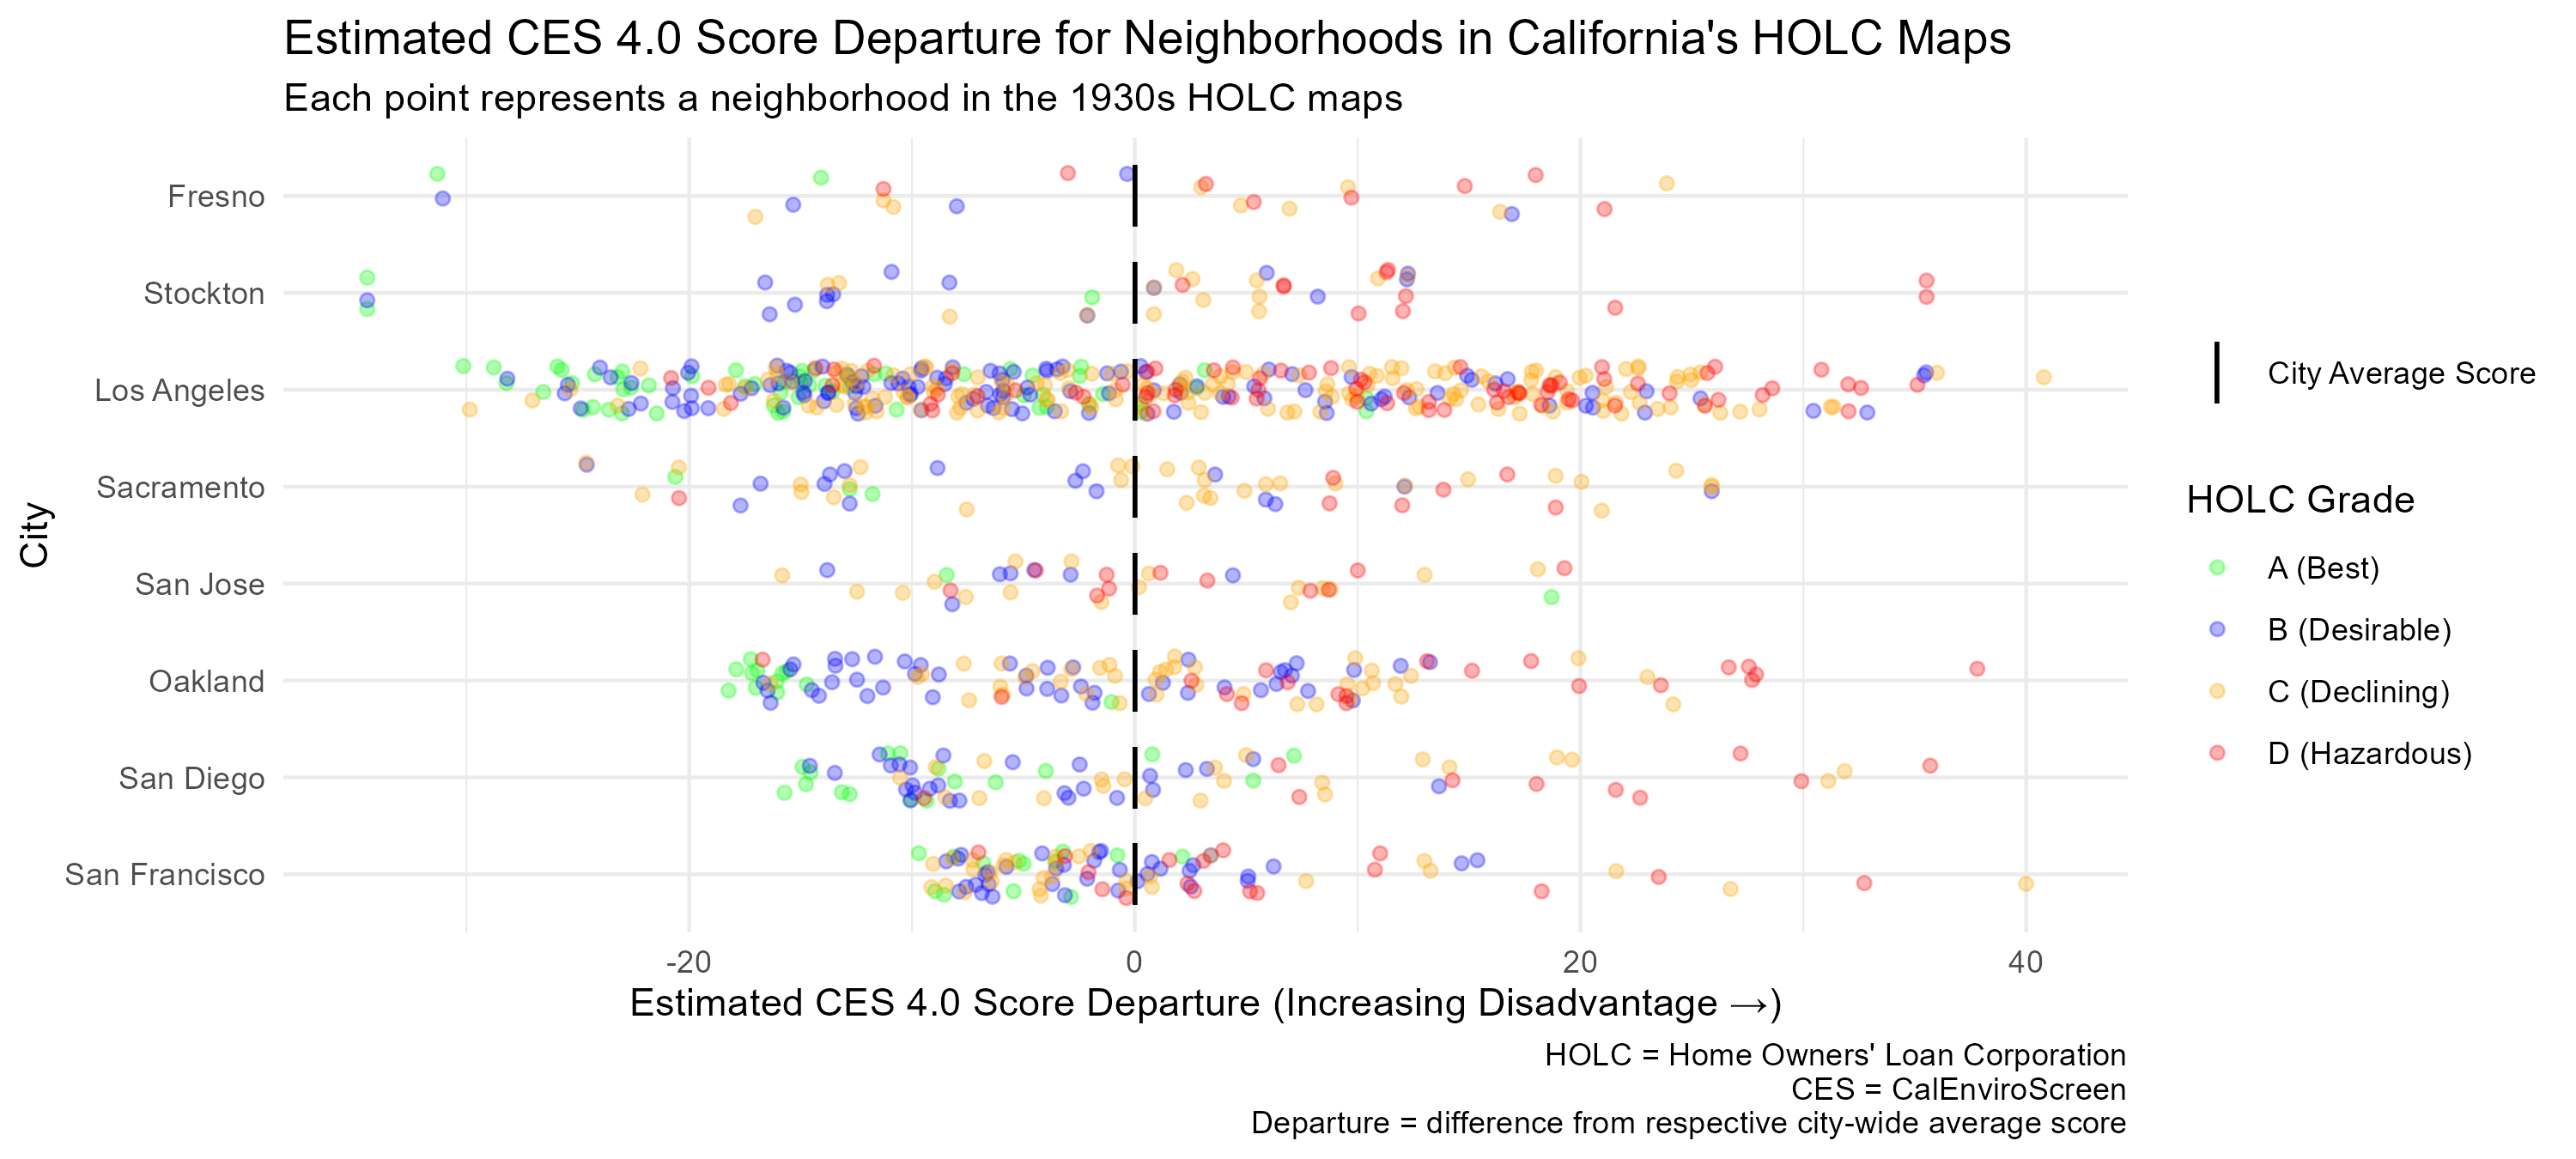 Estimated CES 4.0 Score Departure for Neighborhoods in California's HOLC Maps
Each point represents a neighborhood in the 1930s HOLC maps
City
Fresno
Stockton
Los Angeles
Sacramento
San Jose
Oakland
San Diego
San Francisco
-20
0
20
40
Estimated CES 4.0 Score Departure (Increasing Disadvantage →)
City Average Score
HOLC Grade
A (Best)
B (Desirable)
C (Declining)
D (Hazardous)
HOLC = Home Owners' Loan Corporation
CES = CalEnviroScreen
Departure = difference from respective city-wide average score